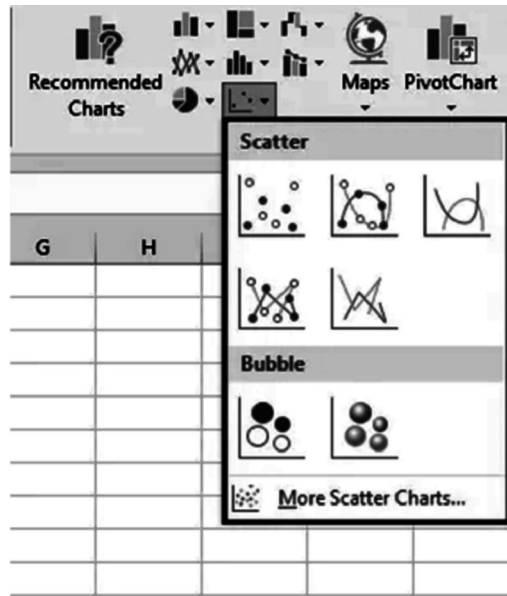 Recommended
Charts
Maps
PivotChart
Scatter
G
H
Bubble
More Scatter Charts...